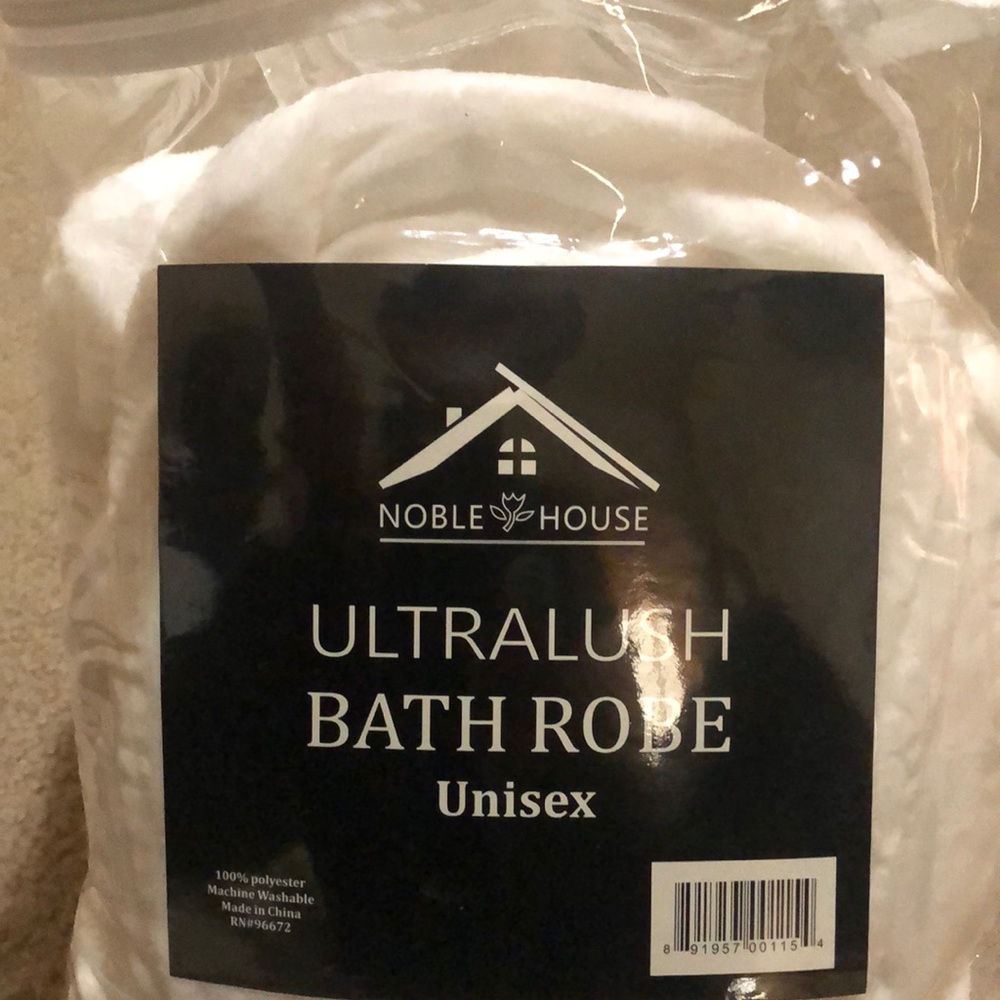 NOBLE HOUSE
ULTRALUSH
BATH ROBE
Unisex
100% polyester
Machine Washable
Made in China
RN#96672
8 91957 00115 4